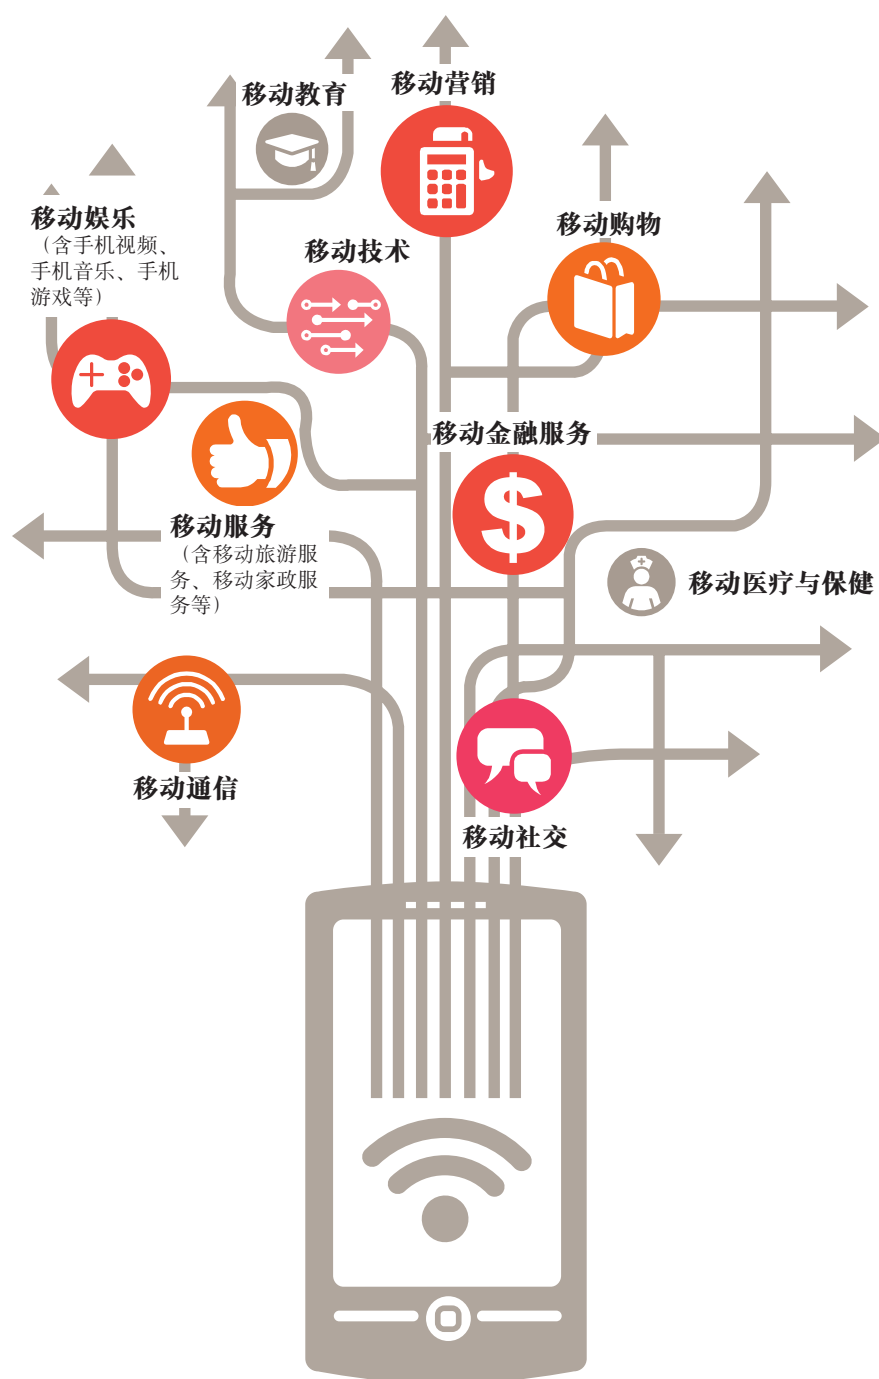 移动教育
移动营销
移动娱乐
（含手机视频、
手机音乐、手机
游戏等）
移动技术
移动购物
移动金融服务
移动服务
（含移动旅游服
务、移动家政服
务等）
移动医疗与保健
移动通信
移动社交